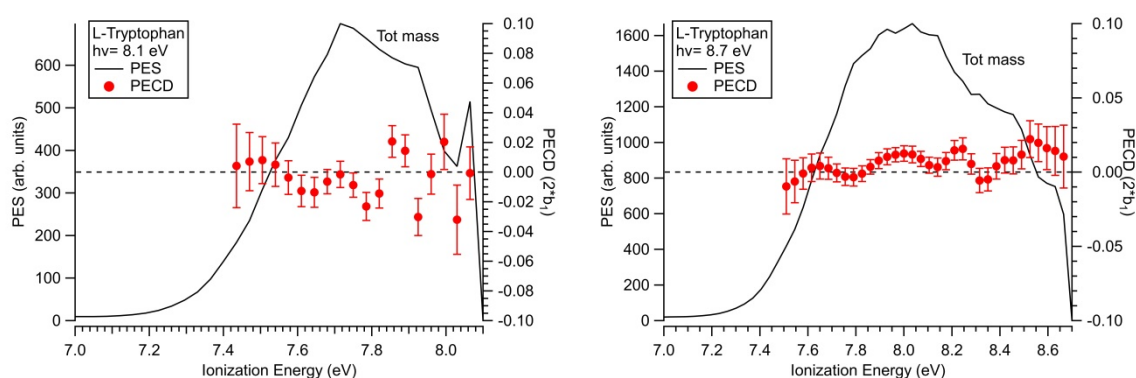 L-Tryptophan
hν= 8.1 eV
PES
PECD
Tot mass
PES (arb. units)
600
500
400
300
200
100
0
0.10
0.08
0.06
0.04
0.02
0.00
-0.02
-0.04
-0.06
-0.08
-0.10
PECD (2*b₁)
7.0
7.2
7.4
7.6
7.8
8.0
Ionization Energy (eV)
L-Tryptophan
hν= 8.7 eV
PES
PECD
Tot mass
PES (arb. units)
1600
1400
1200
1000
800
600
400
200
0
0.10
0.05
0.00
-0.05
-0.10
PECD (2*b₁)
7.0
7.2
7.4
7.6
7.8
8.0
8.2
8.4
8.6
Ionization Energy (eV)